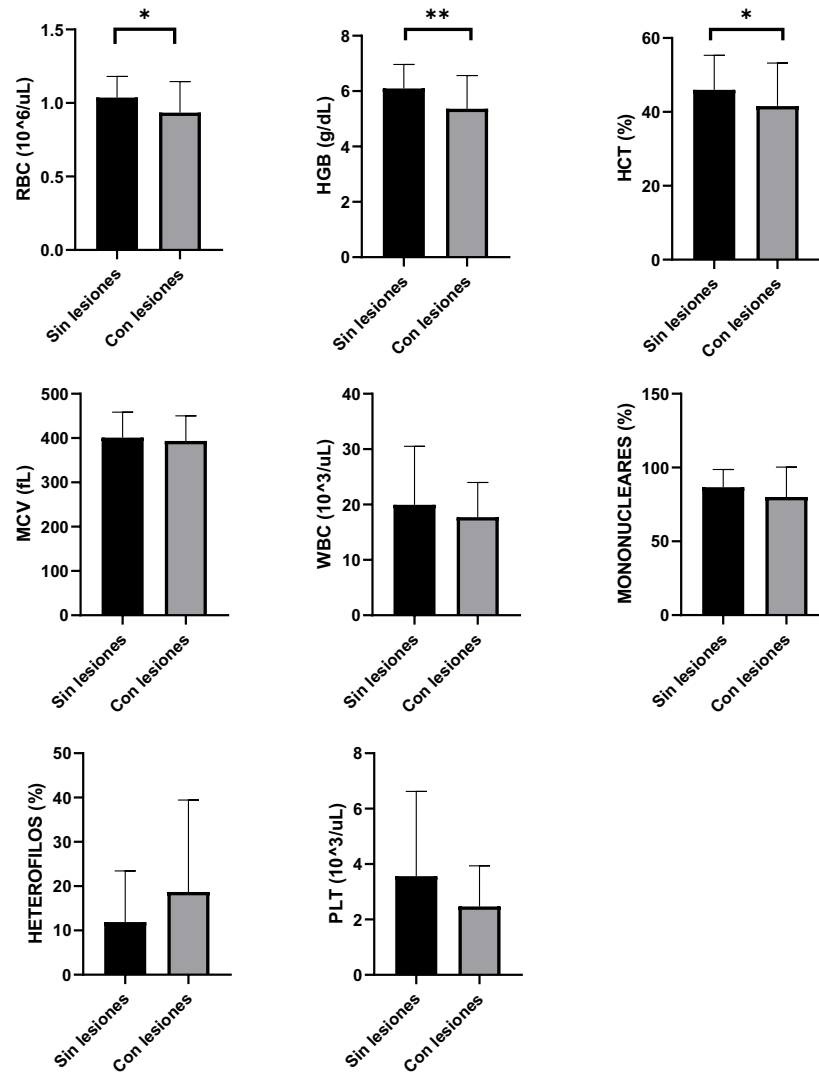 *
RBC (10^6/uL)
1.5
1.0
0.5
0.0
Sin lesiones
Con lesiones
**
HGB (g/dL)
8
6
4
2
0
Sin lesiones
Con lesiones
*
HCT (%)
60
40
20
0
Sin lesiones
Con lesiones
MCV (fL)
500
400
300
200
100
0
Sin lesiones
Con lesiones
WBC (10^3/uL)
40
30
20
10
0
Sin lesiones
Con lesiones
MONONUCLEARES (%)
150
100
50
0
Sin lesiones
Con lesiones
HETEROFILOS (%)
50
40
30
20
10
0
Sin lesiones
Con lesiones
PLT (10^3/uL)
8
6
4
2
0
Sin lesiones
Con lesiones